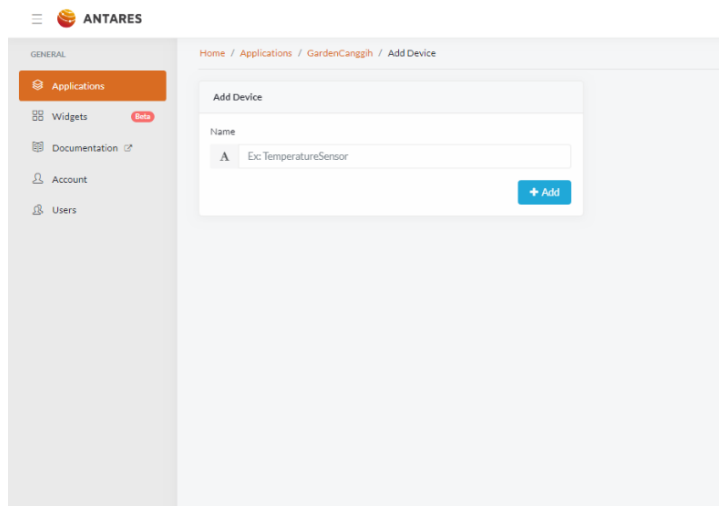 ANTARES
GENERAL
Home / Applications / GardenCanggih / Add Device
Applications
Widgets Beta
Documentation
Account
Users
Add Device
Name
A Ex: TemperatureSensor
+ Add